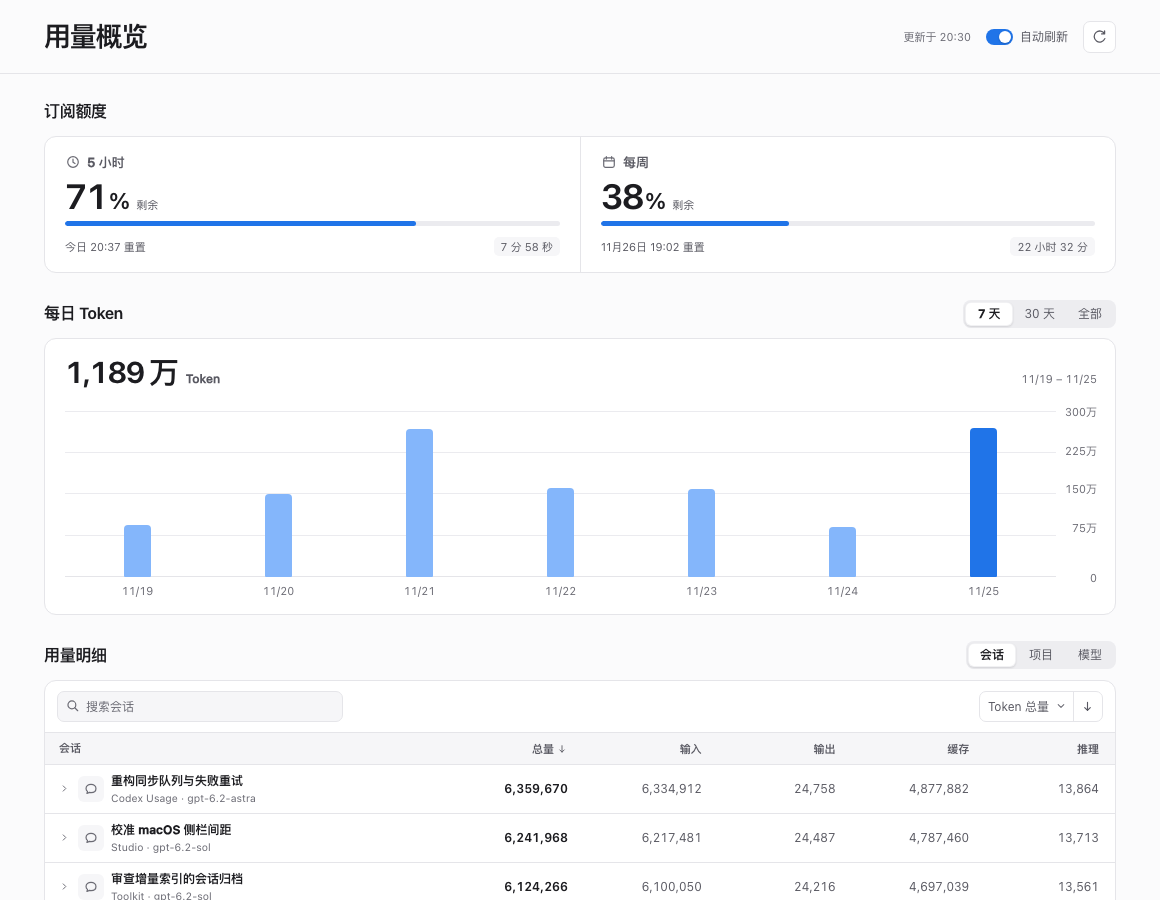 用量概览
更新于 20:30 自动刷新
订阅额度
5 小时
71% 剩余
今日 20:37 重置 7 分 58 秒
每周
38% 剩余
11月26日 19:02 重置 22 小时 32 分
每日 Token 7 天 30 天 全部
1,189 万 Token 11/19 – 11/25
300万
225万
150万
75万
0
11/19 11/20 11/21 11/22 11/23 11/24 11/25
用量明细 会话 项目 模型
搜索会话 Token 总量 ↓
会话 总量 ↓ 输入 输出 缓存 推理
重构同步队列与失败重试
Codex Usage · gpt-6.2-astra
6,359,670 6,334,912 24,758 4,877,882 13,864
校准 macOS 侧栏间距
Studio · gpt-6.2-sol
6,241,968 6,217,481 24,487 4,787,460 13,713
审查增量索引的会话归档
Toolkit · gpt-6.2-sol
6,124,266 6,100,050 24,216 4,697,039 13,561